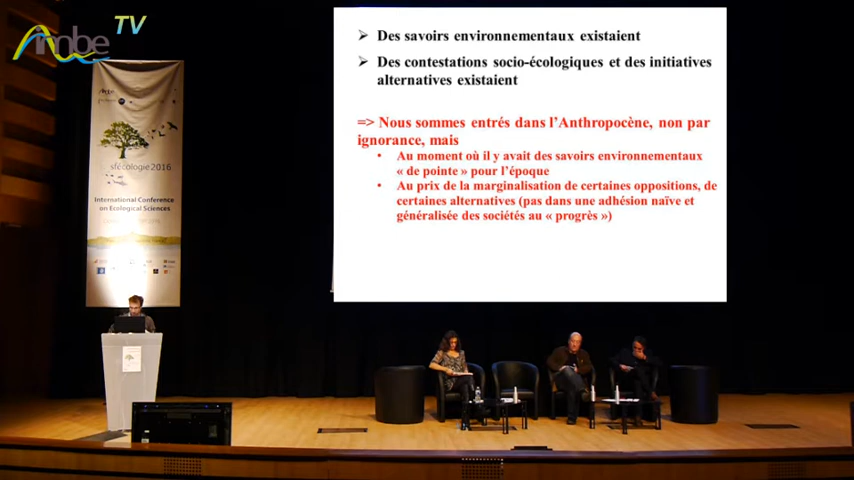 imbe TV
➢ Des savoirs environnementaux existaient
➢ Des contestations socio-écologiques et des initiatives
alternatives existaient
=> Nous sommes entrés dans l'Anthropocène, non par
ignorance, mais
• Au moment où il y avait des savoirs environnementaux
« de pointe » pour l'époque
• Au prix de la marginalisation de certaines oppositions, de
certaines alternatives (pas dans une adhésion naïve et
généralisée des sociétés au « progrès »)
sfécologie2016
International Conference
on Ecological Sciences